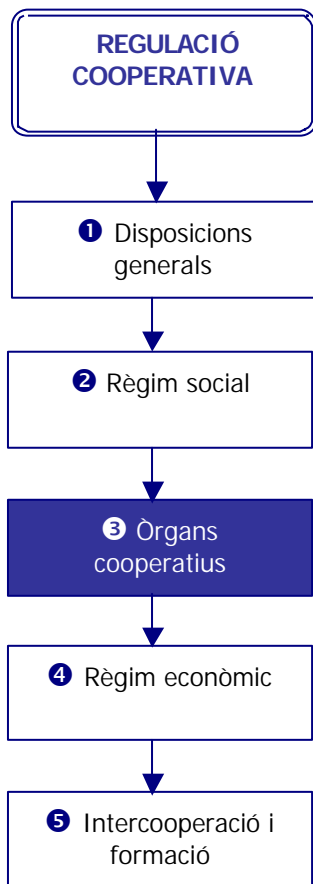 REGULACIÓ
COOPERATIVA
❶ Disposicions
generals
❷ Règim social
❸ Òrgans
cooperatius
❹ Règim econòmic
❺ Intercooperació i
formació